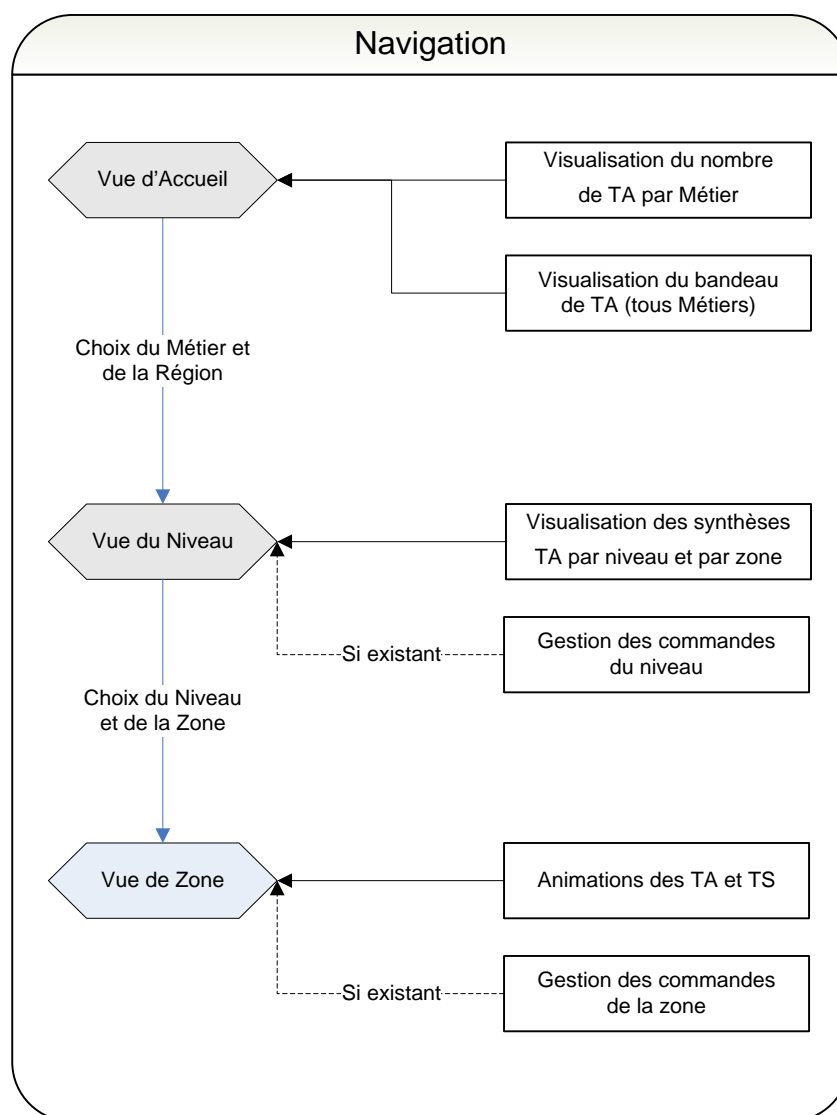 Navigation
Vue d'Accueil
Visualisation du nombre
de TA par Métier
Visualisation du bandeau
de TA (tous Métiers)
Choix du Métier et
de la Région
Vue du Niveau
Visualisation des synthèses
TA par niveau et par zone
Si existant
Gestion des commandes
du niveau
Choix du Niveau
et de la Zone
Vue de Zone
Animations des TA et TS
Si existant
Gestion des commandes
de la zone